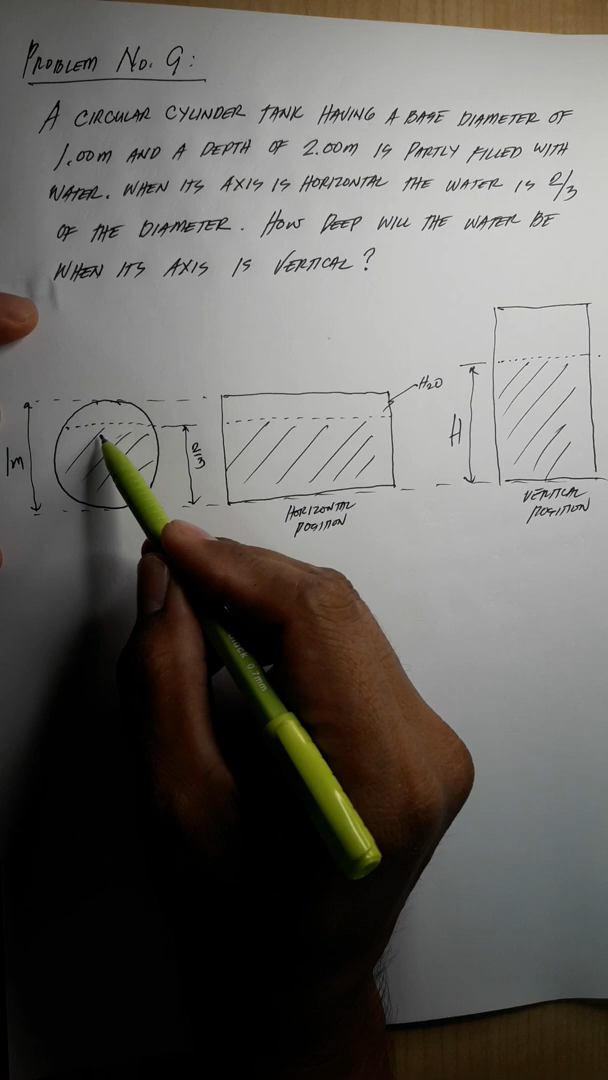 PROBLEM NO. 9:
A CIRCULAR CYLINDER TANK HAVING A BASE DIAMETER OF
1.00m AND A DEPTH OF 2.00m IS PARTLY FILLED WITH
WATER. WHEN ITS AXIS IS HORIZONTAL THE WATER IS 2/3
OF THE DIAMETER. HOW DEEP WILL THE WATER BE
WHEN ITS AXIS IS VERTICAL?
H2O
1m
2/3
H
HORIZONTAL
POSITION
VERTICAL
POSITION
0.7mm